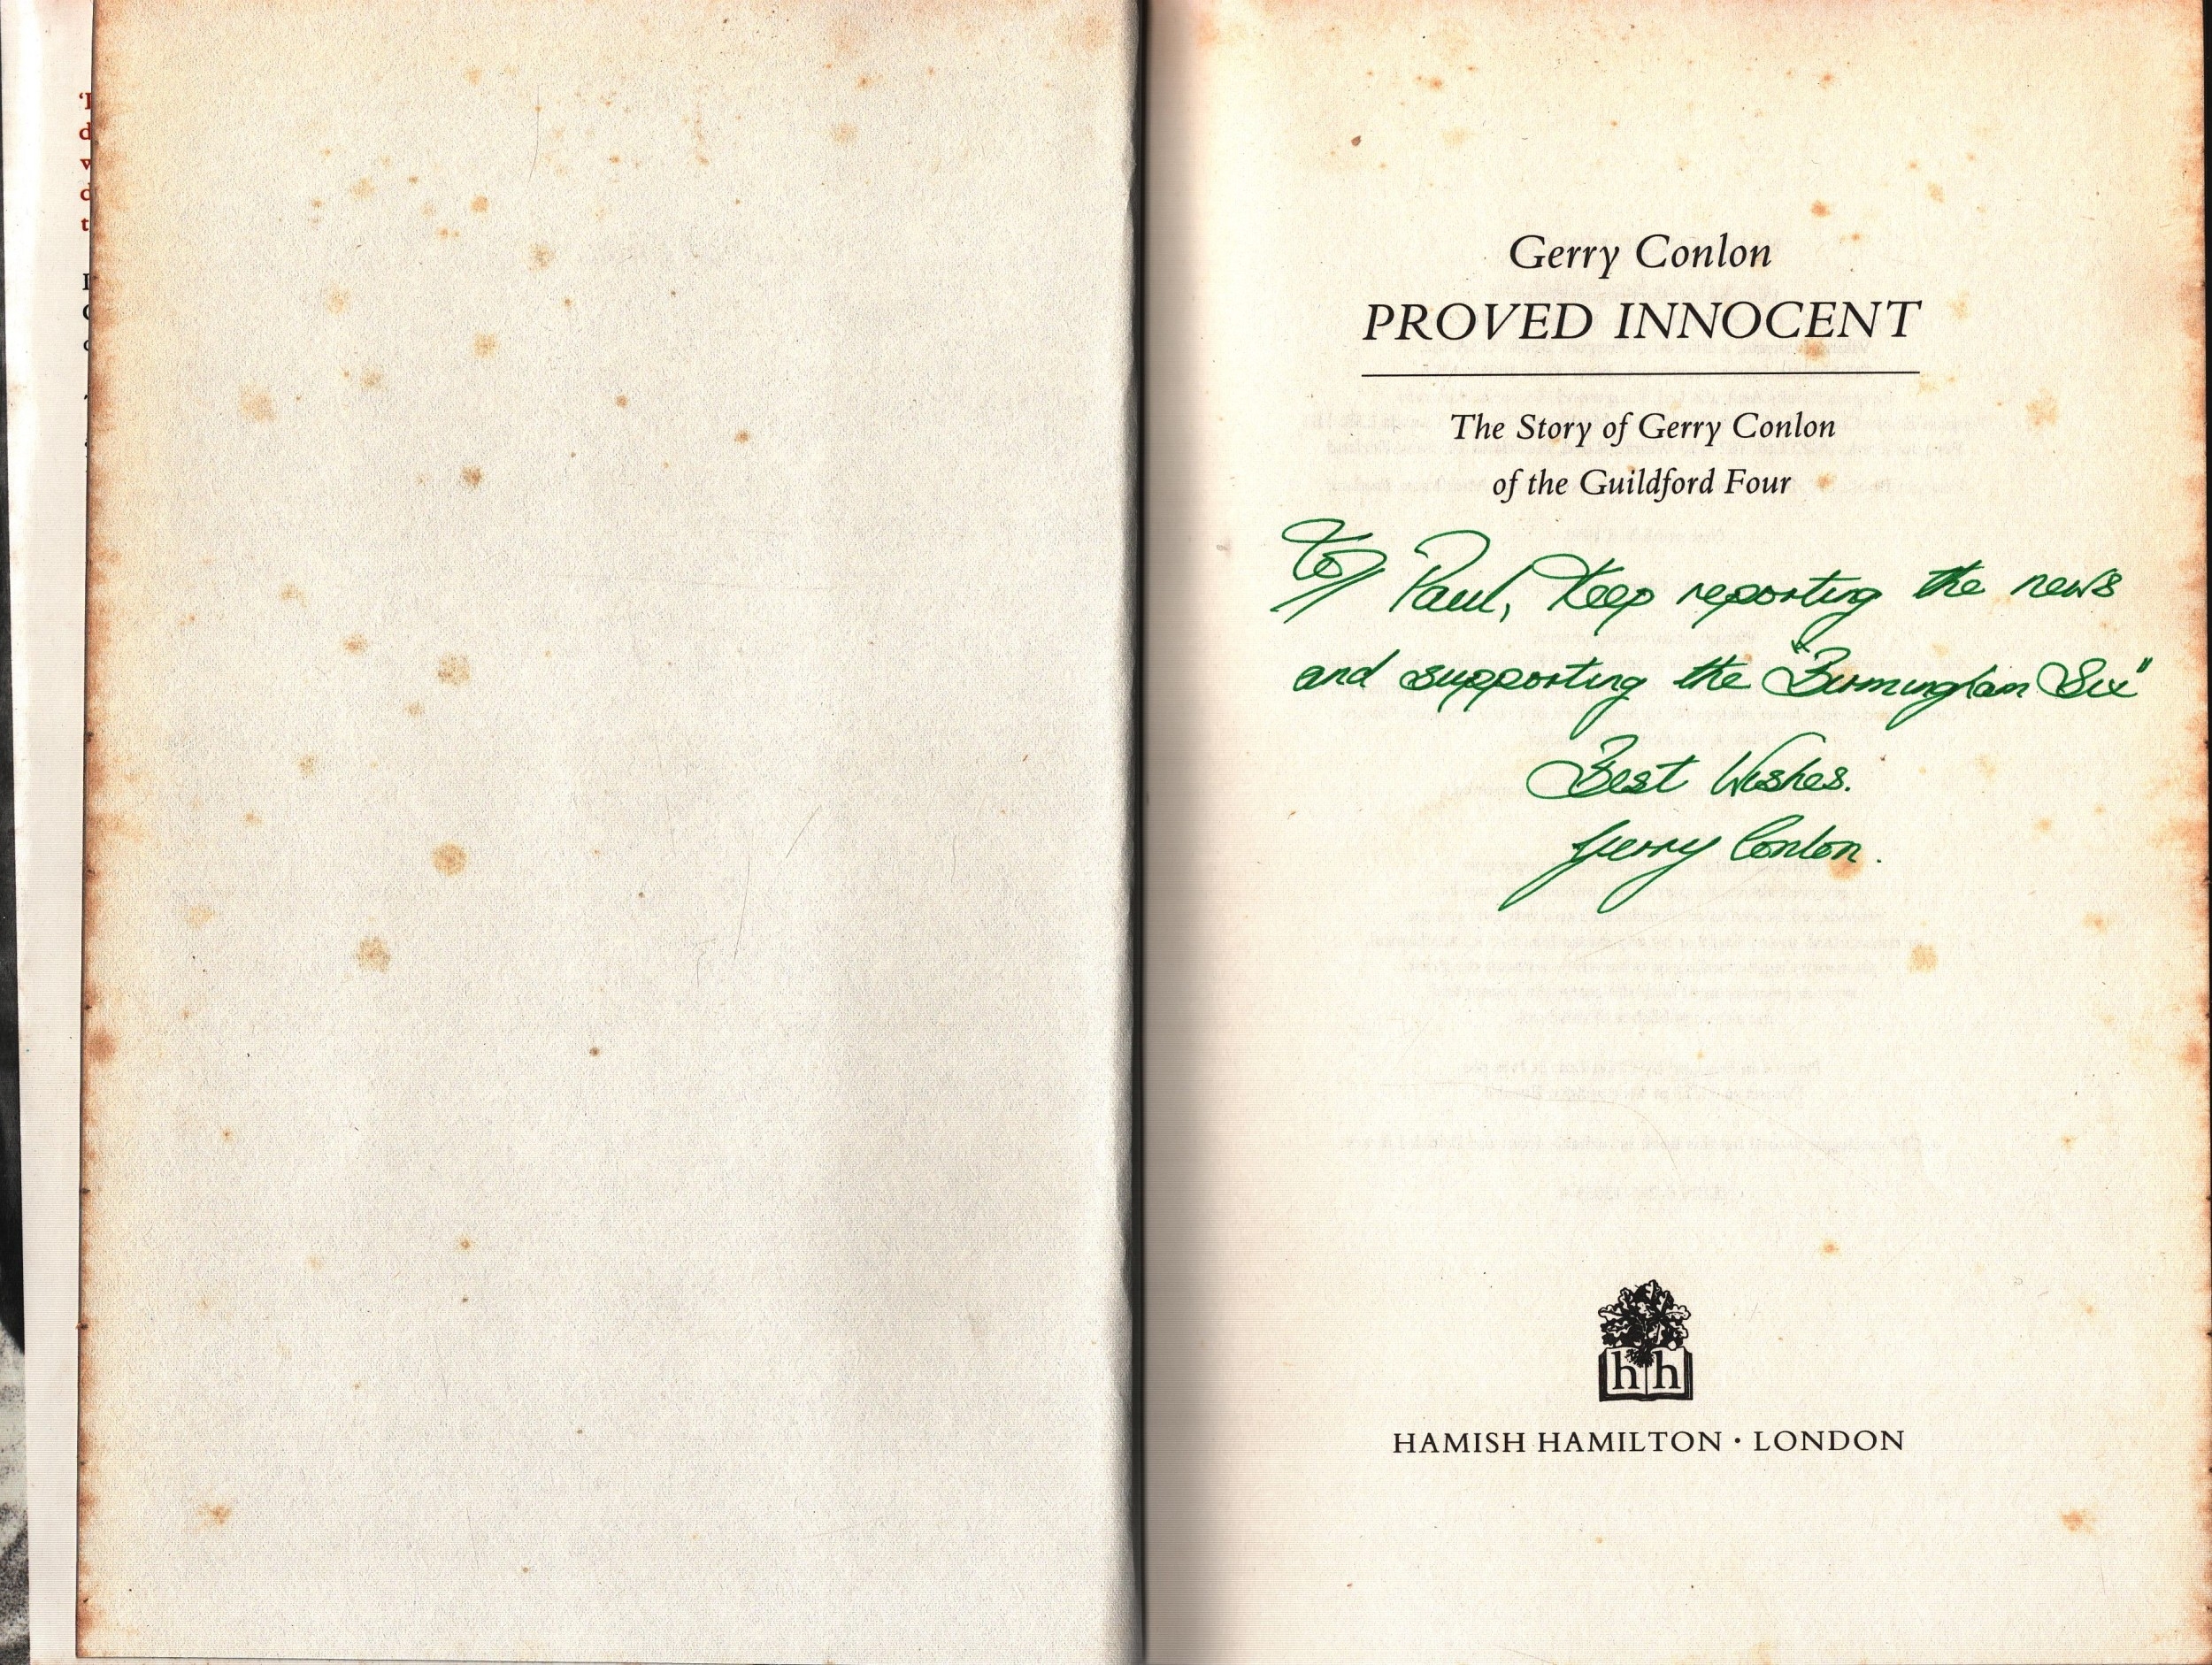 Gerry Conlon
PROVED INNOCENT
The Story of Gerry Conlon
of the Guildford Four
To Paul, Keep reporting the news
and supporting the "Birmingham Six"
Best Wishes.
Gerry Conlon.
hh
HAMISH HAMILTON · LONDON